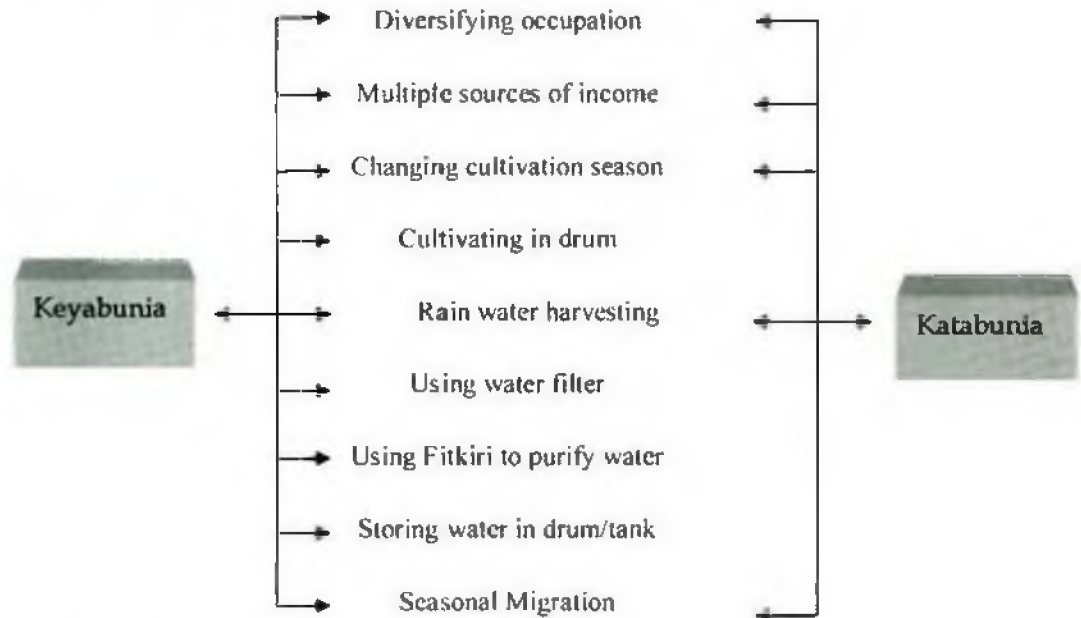 Diversifying occupation
Multiple sources of income
Changing cultivation season
Cultivating in drum
Keyabunia
Rain water harvesting
Katabunia
Using water filter
Using Fitkiri to purify water
Storing water in drum/tank
Seasonal Migration